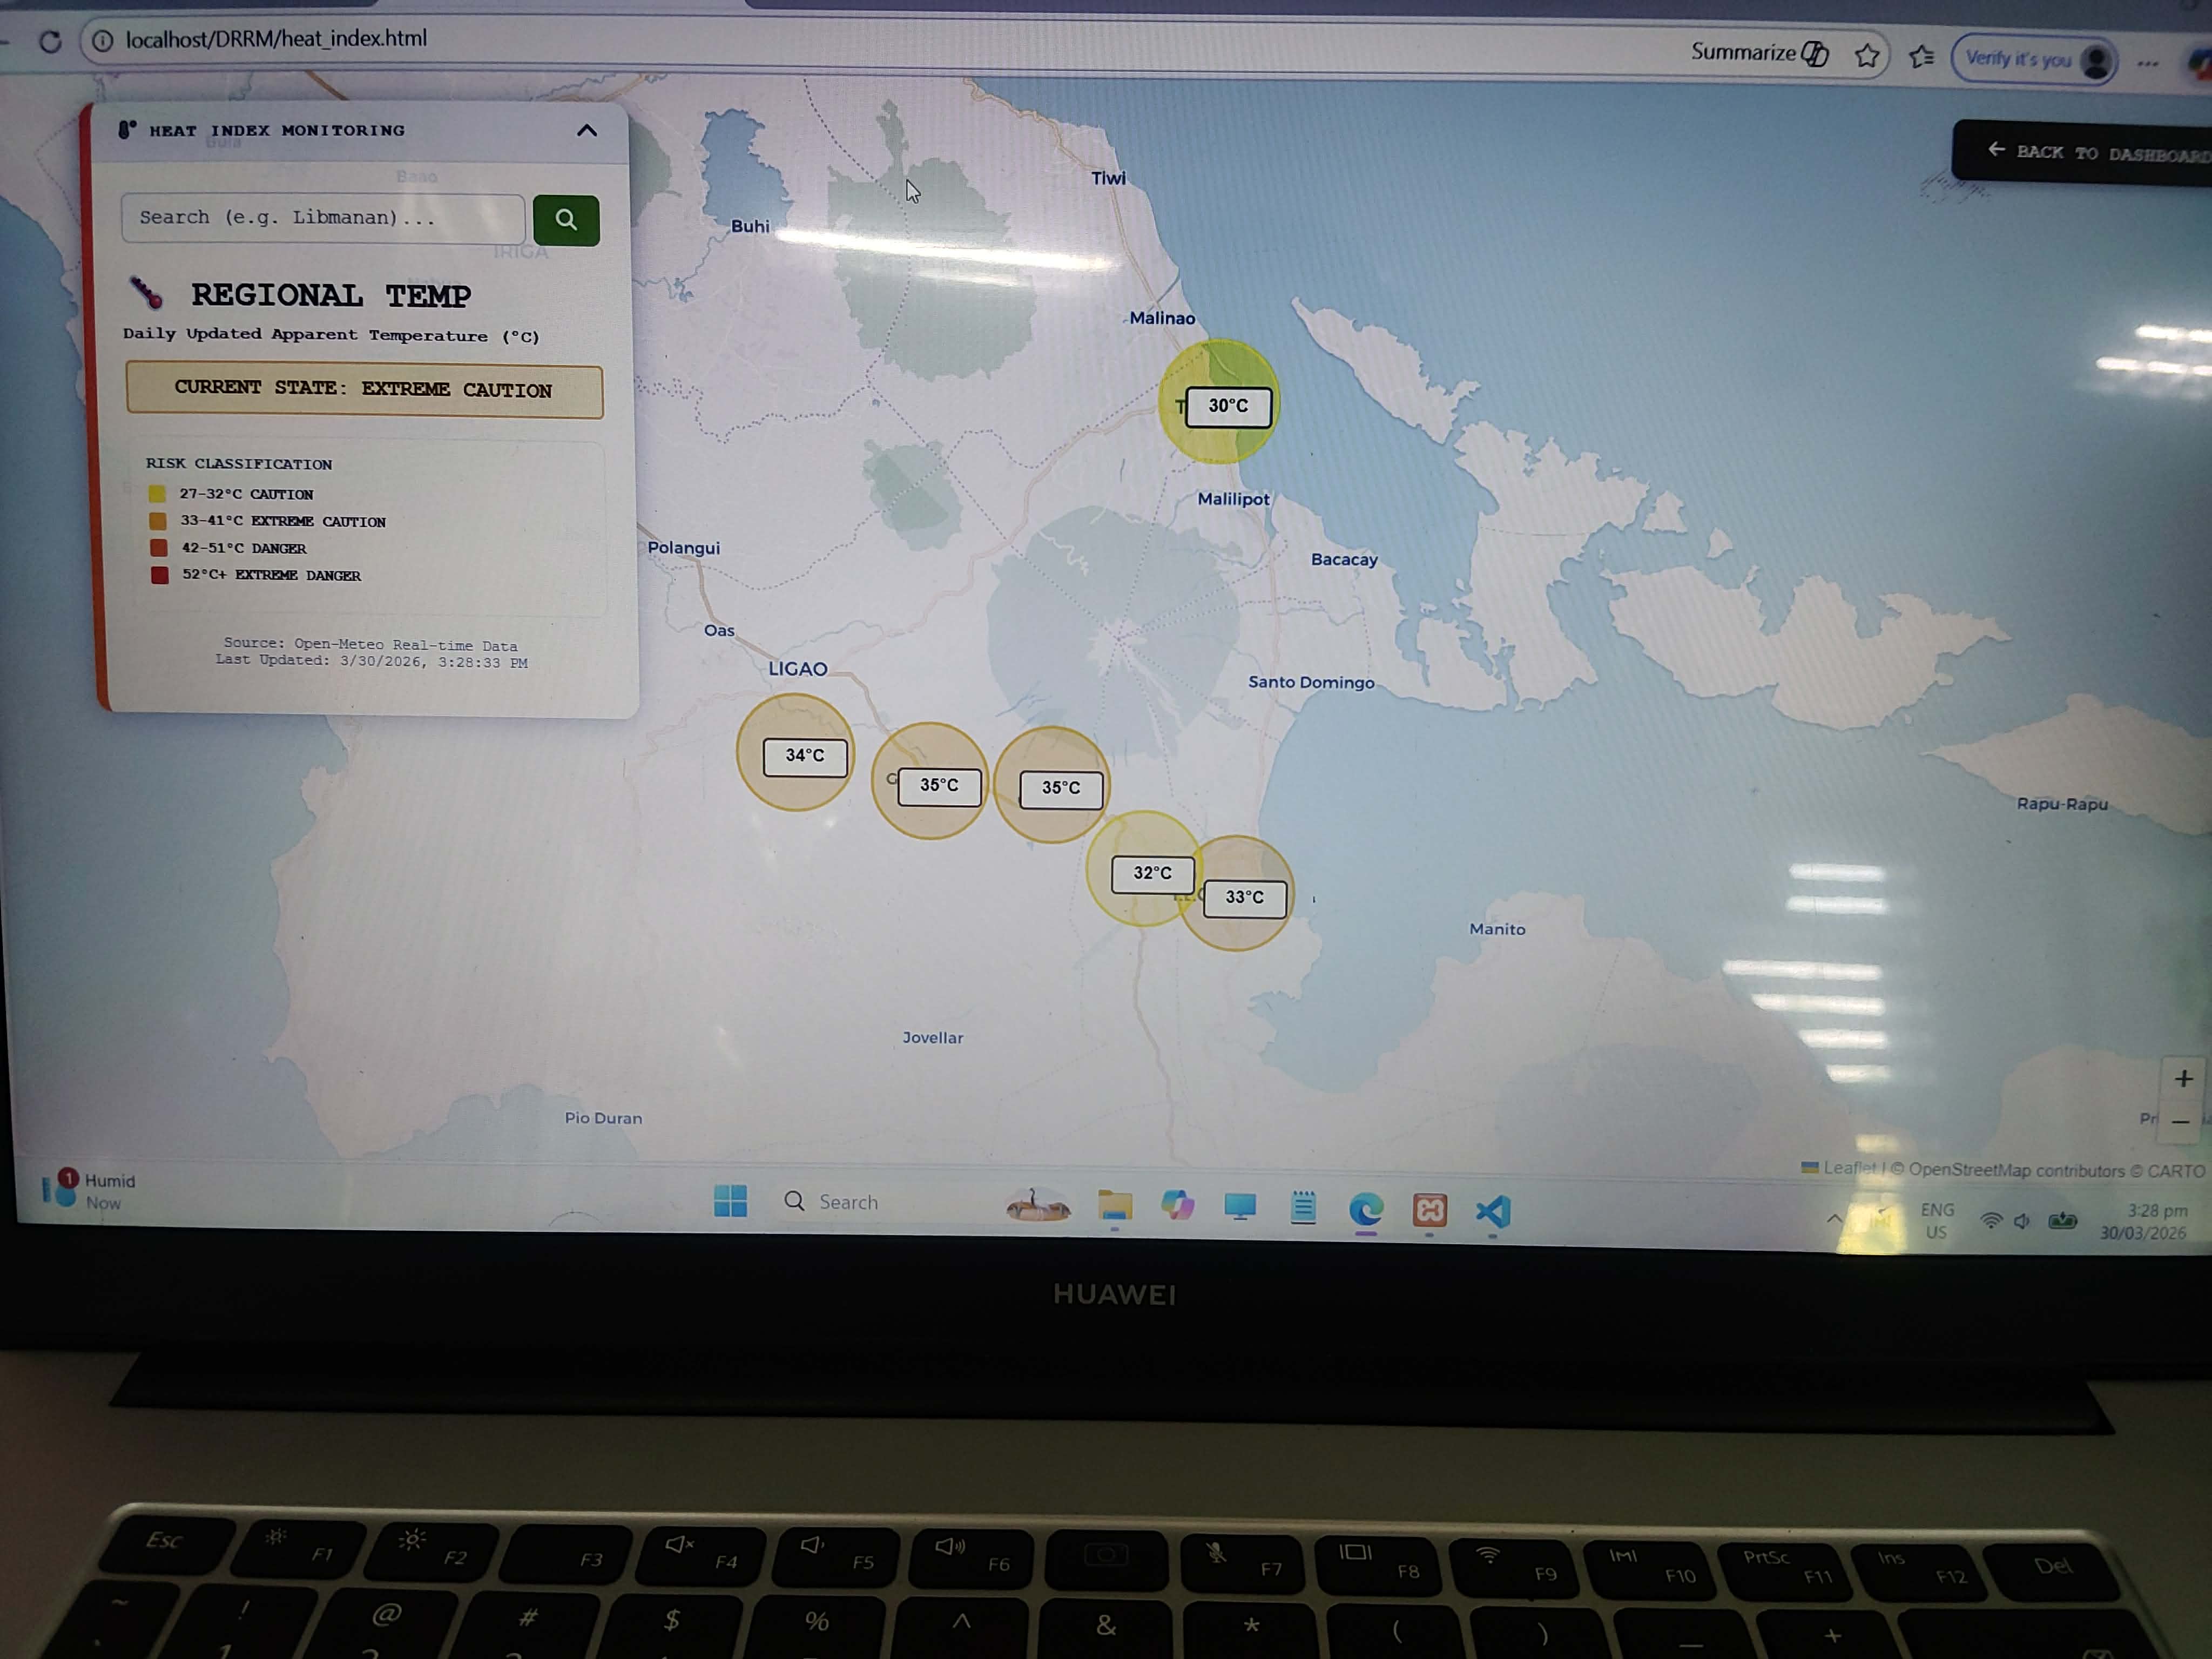 localhost/DRRM/heat_index.html
Summarize
Verify it's you
HEAT INDEX MONITORING
Baao
Search (e.g. Libmanan)...
IRIGA
REGIONAL TEMP
Daily Updated Apparent Temperature (°C)
CURRENT STATE: EXTREME CAUTION
RISK CLASSIFICATION
27-32°C CAUTION
33-41°C EXTREME CAUTION
42-51°C DANGER
52°C+ EXTREME DANGER
Source: Open-Meteo Real-time Data
Last Updated: 3/30/2026, 3:28:33 PM
← BACK TO DASHBOARD
Tiwi
Buhi
Malinao
T
30°C
Malilipot
Polangui
Bacacay
Oas
LIGAO
Santo Domingo
34°C
G
35°C
35°C
Rapu-Rapu
32°C
33°C
Manito
Jovellar
Pio Duran
+
Pri
−
Leaflet | © OpenStreetMap contributors © CARTO
1
Humid
Now
Search
ENG
US
3:28 pm
30/03/2026
HUAWEI
Esc
F1
F2
F3
F4
F5
F6
F7
F8
F9
F10
PrtSc
F11
Ins
F12
Del
~
!
@
#
$
%
^
&
*
(
)
_
+